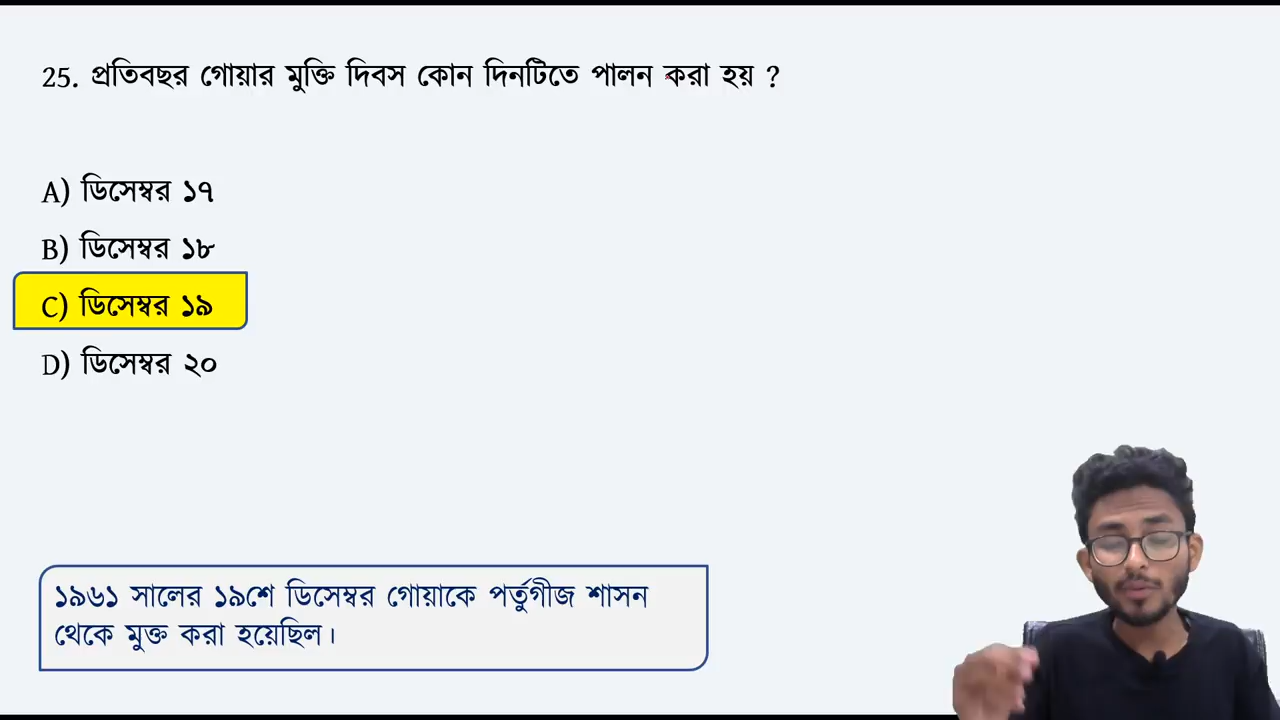 25. প্রতিবছর গোয়ার মুক্তি দিবস কোন দিনটিতে পালন করা হয় ?
A) ডিসেম্বর ১৭
B) ডিসেম্বর ১৮
C) ডিসেম্বর ১৯
D) ডিসেম্বর ২০
১৯৬১ সালের ১৯শে ডিসেম্বর গোয়াকে পর্তুগীজ শাসন
থেকে মুক্ত করা হয়েছিল।